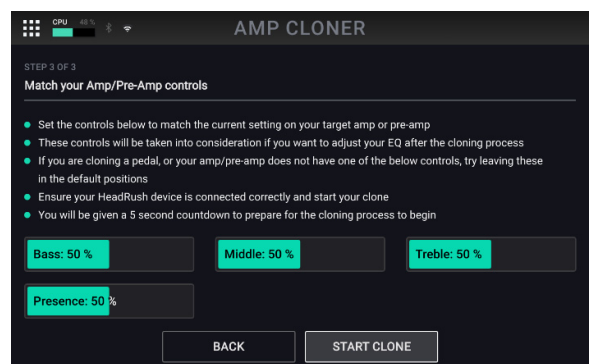 CPU 48 %
AMP CLONER
STEP 3 OF 3
Match your Amp/Pre-Amp controls
Set the controls below to match the current setting on your target amp or pre-amp
These controls will be taken into consideration if you want to adjust your EQ after the cloning process
If you are cloning a pedal, or your amp/pre-amp does not have one of the below controls, try leaving these
in the default positions
Ensure your HeadRush device is connected correctly and start your clone
You will be given a 5 second countdown to prepare for the cloning process to begin
Bass: 50 %
Middle: 50 %
Treble: 50 %
Presence: 50 %
BACK
START CLONE